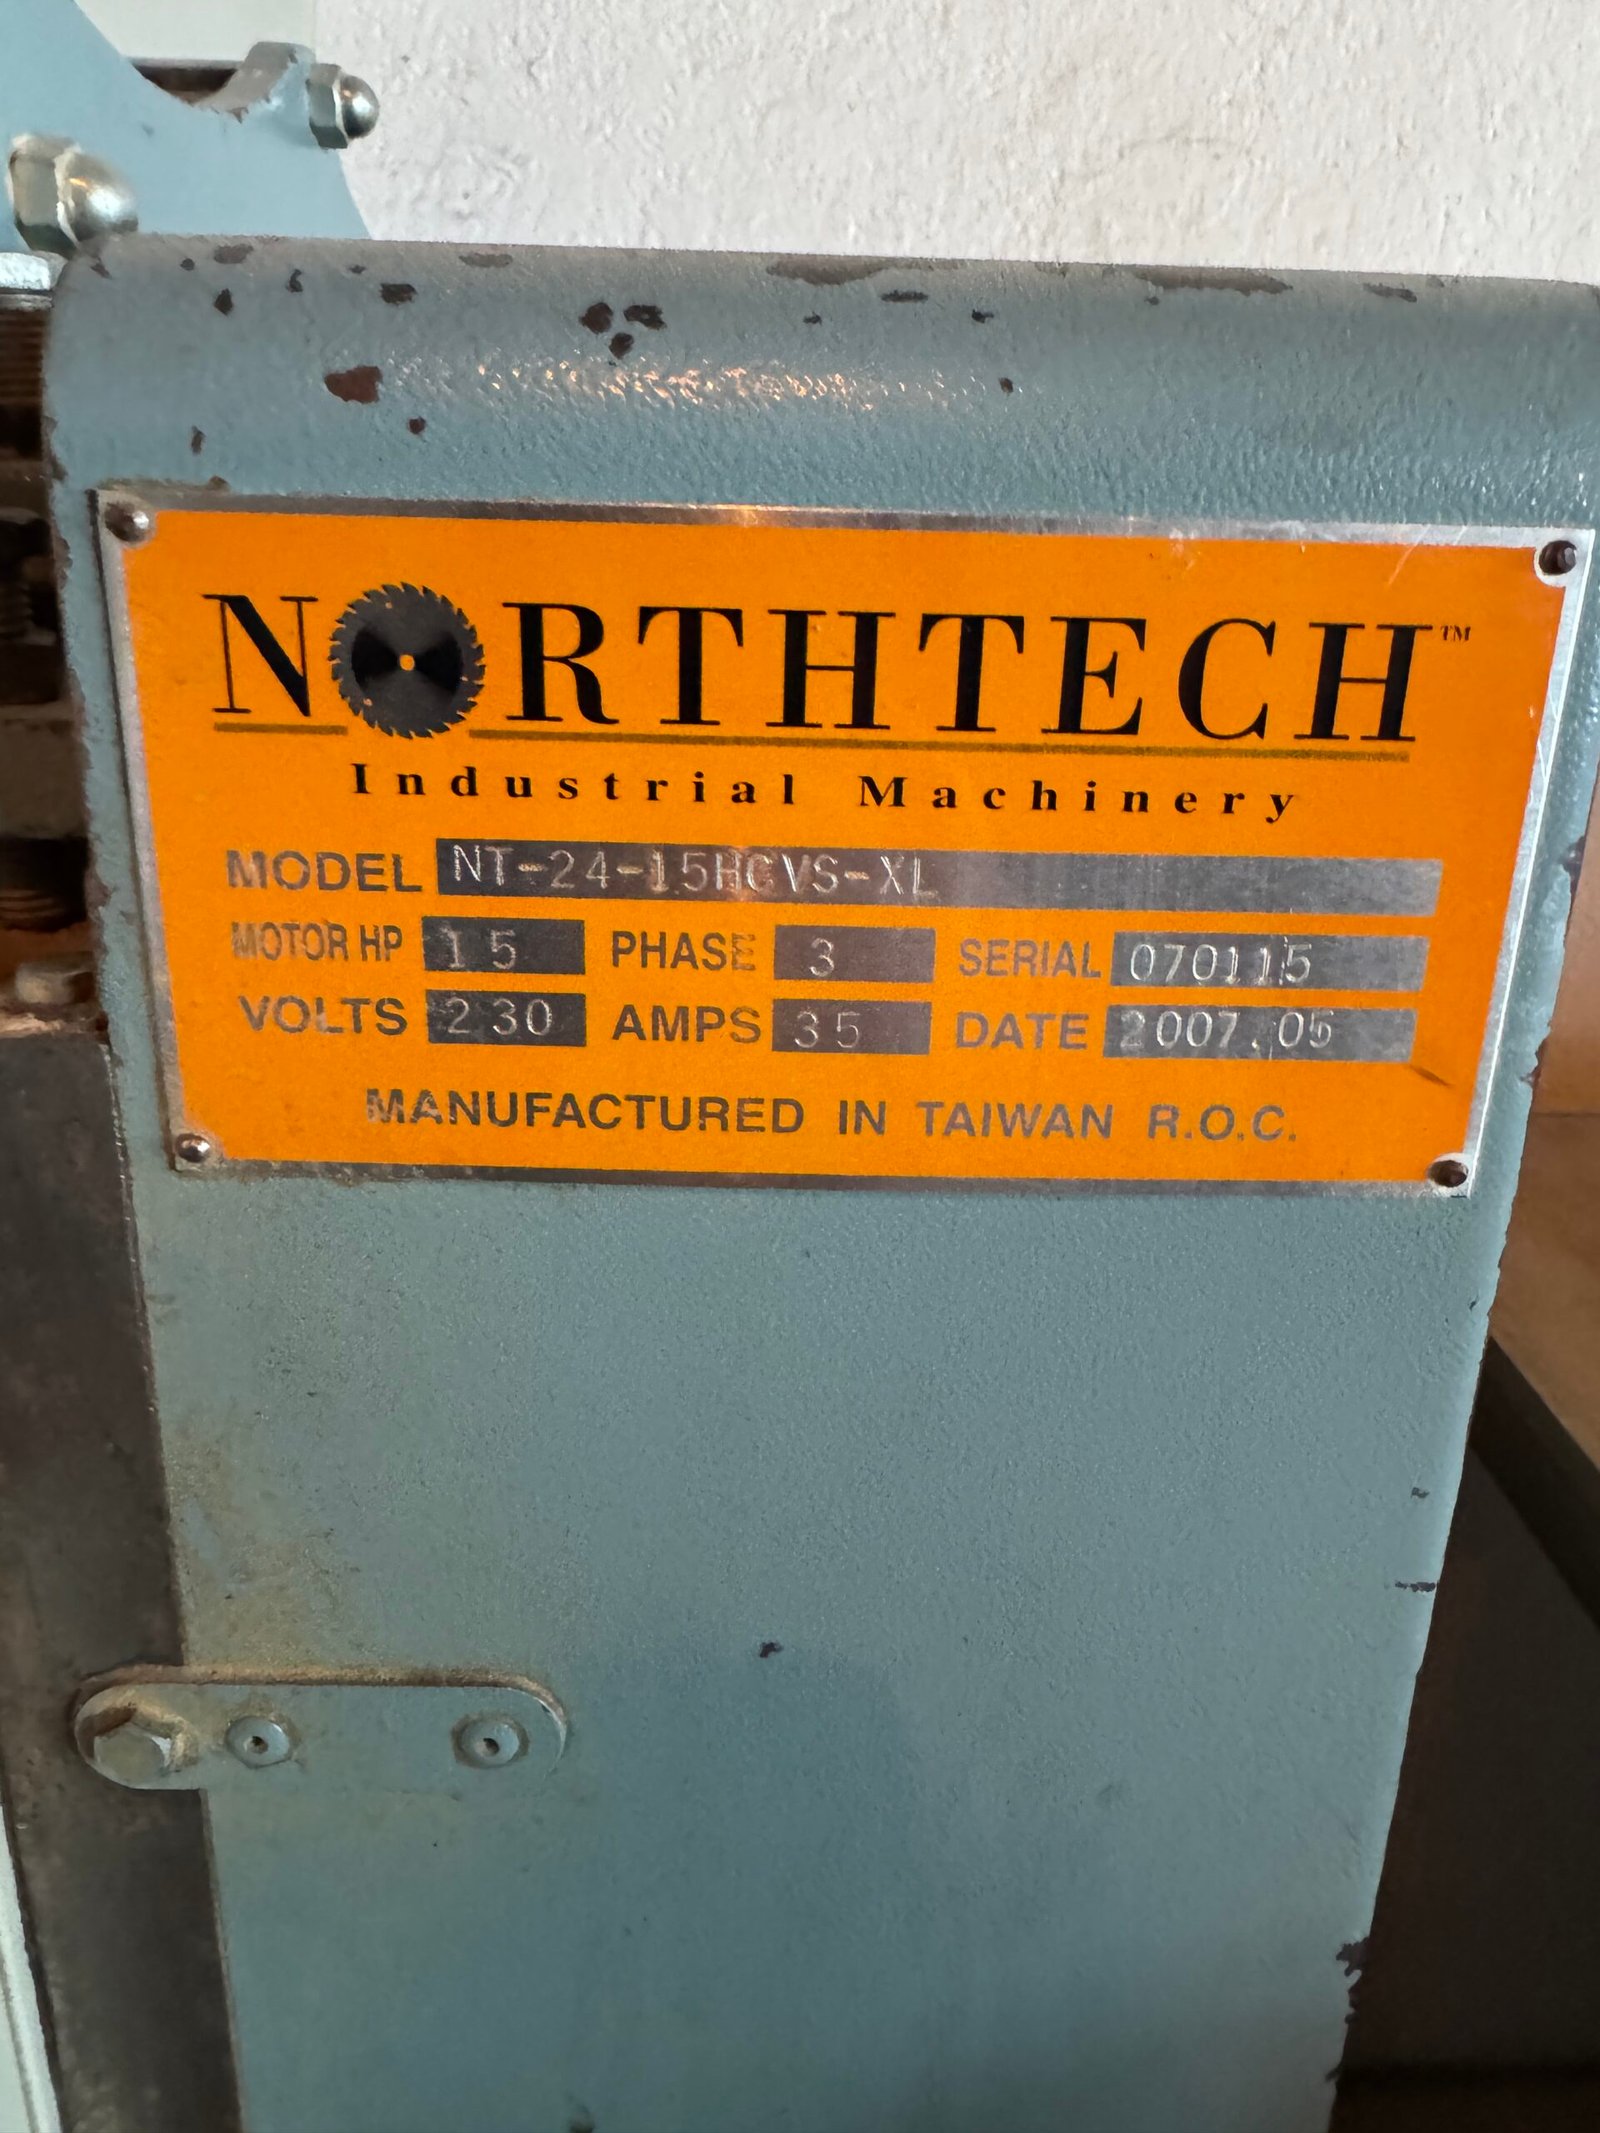 NORTHTECH™
Industrial Machinery
MODEL NT-24-15HCVS-XL
MOTOR HP 15 PHASE 3 SERIAL 070115
VOLTS 230 AMPS 35 DATE 2007.05
MANUFACTURED IN TAIWAN R.O.C.